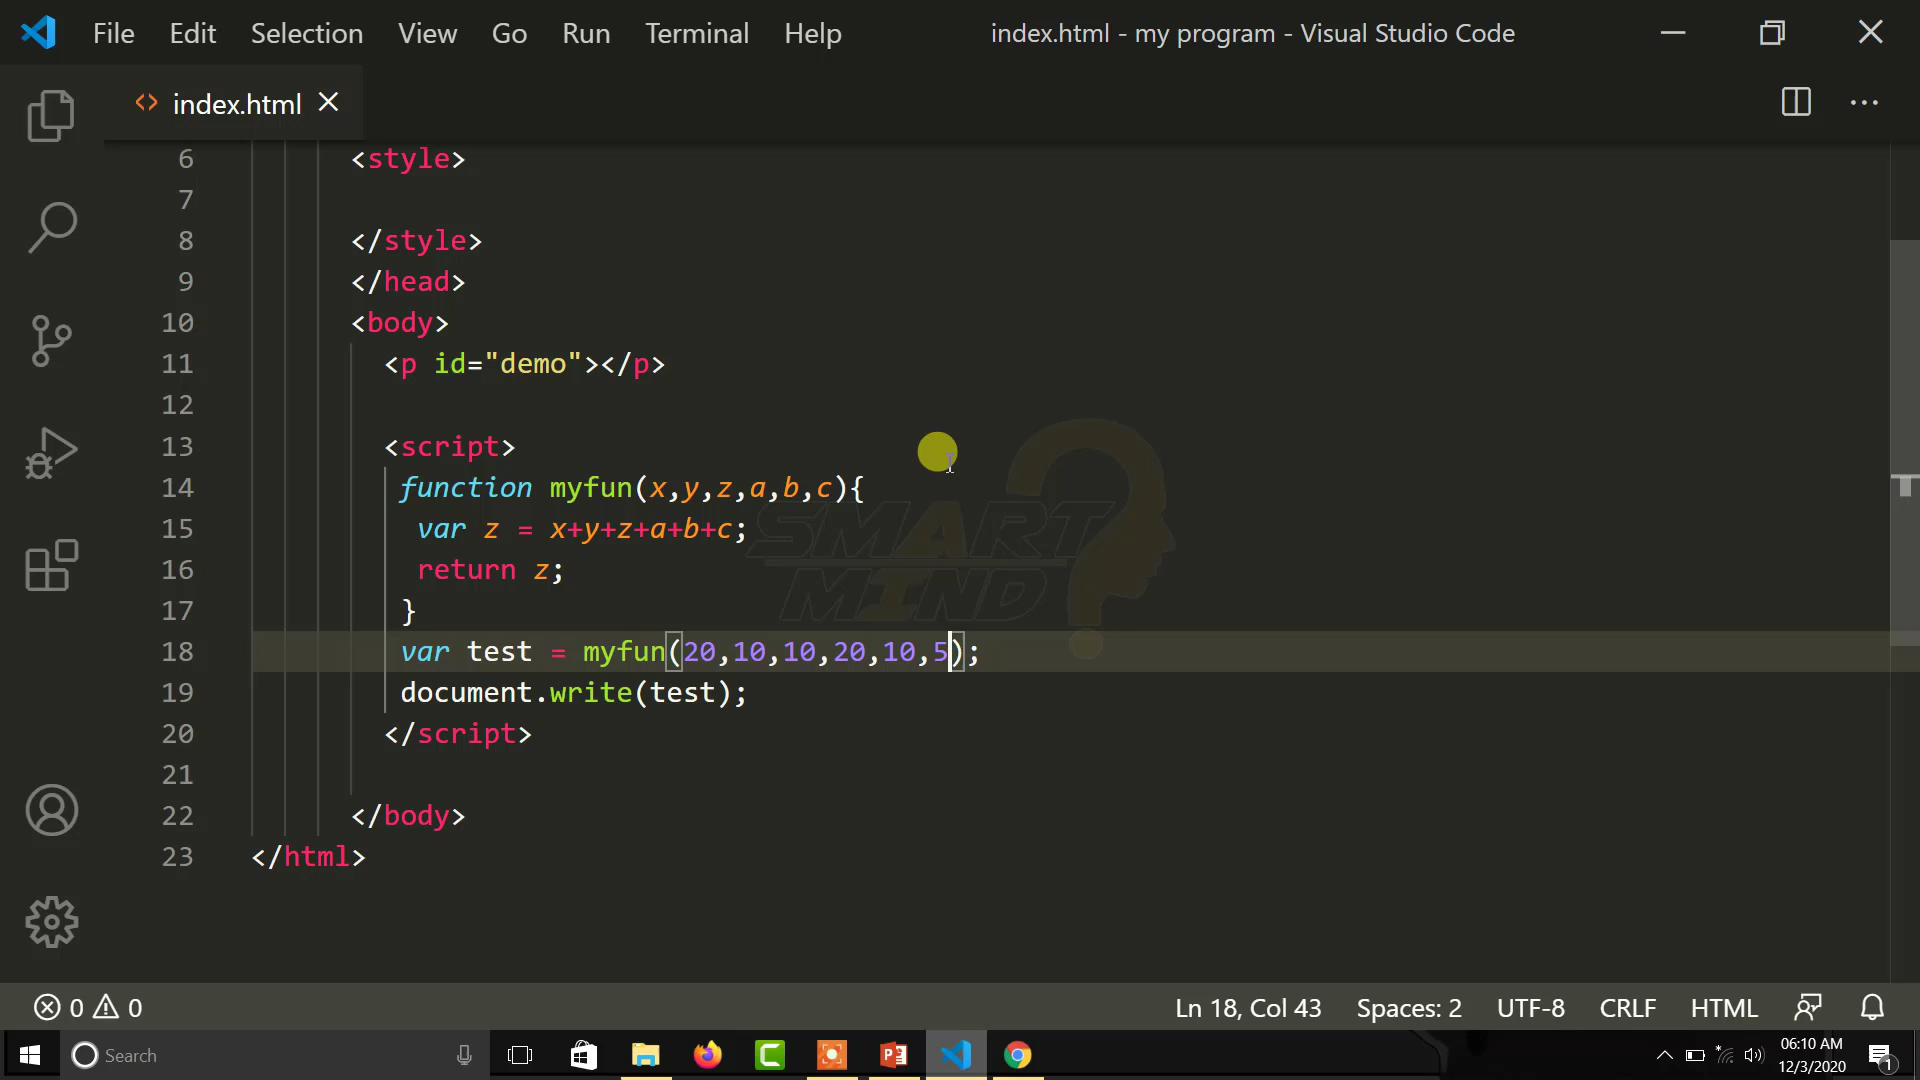 File Edit Selection View Go Run Terminal Help index.html - my program - Visual Studio Code
index.html
6 <style>
7
8 </style>
9 </head>
10 <body>
11 <p id="demo"></p>
12
13 <script>
14 function myfun(x,y,z,a,b,c){
15 var z = x+y+z+a+b+c;
16 return z;
17 }
18 var test = myfun(20,10,10,20,10,5);
19 document.write(test);
20 </script>
21
22 </body>
23 </html>
SMART
MIND
0 0 Ln 18, Col 43 Spaces: 2 UTF-8 CRLF HTML
Search 06:10 AM
12/3/2020 1